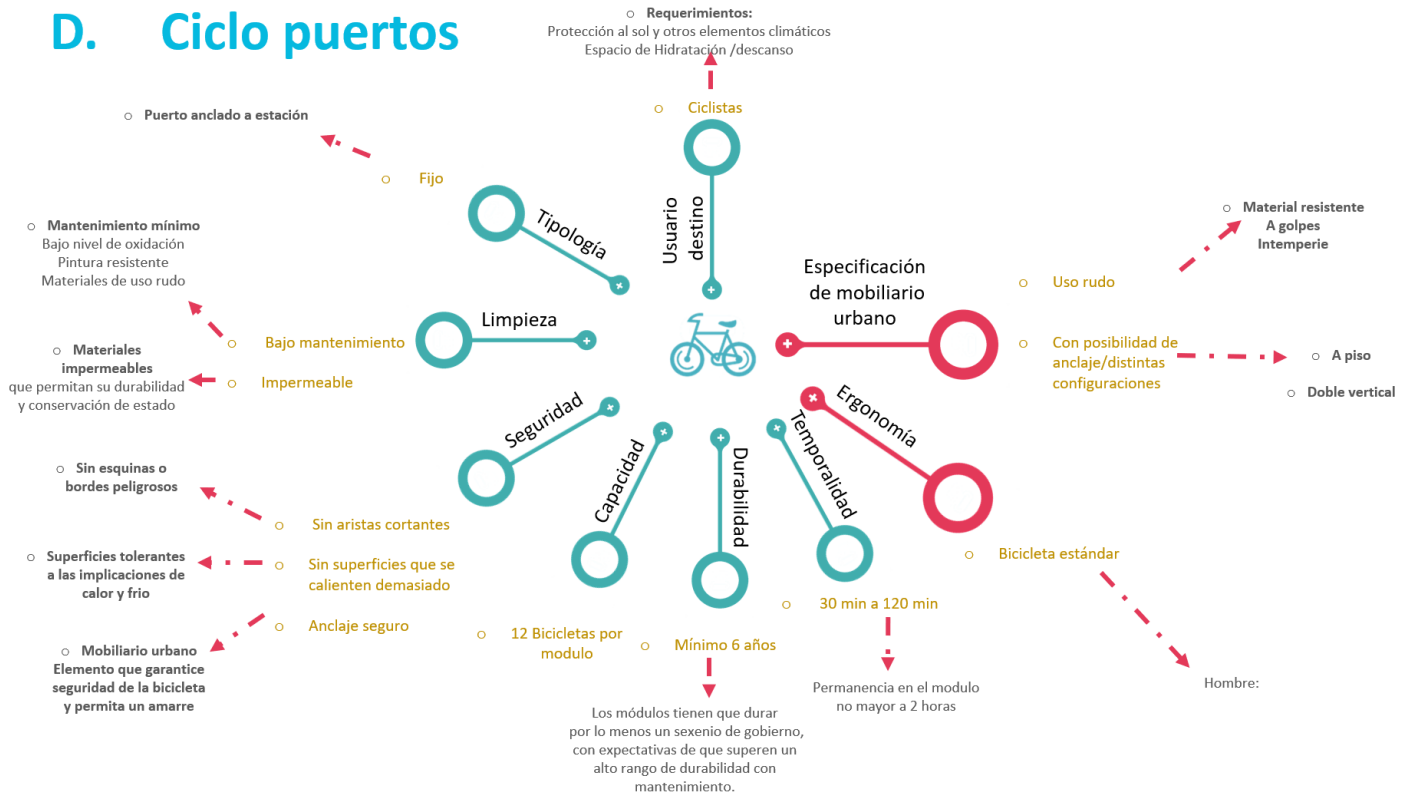 D. Ciclo puertos
o Requerimientos:
Protección al sol y otros elementos climáticos
Espacio de Hidratación /descanso
o Ciclistas
Usuario
destino
o Puerto anclado a estación
o Fijo
Tipología
o Mantenimiento mínimo
Bajo nivel de oxidación
Pintura resistente
Materiales de uso rudo
o Bajo mantenimiento
Limpieza
o Materiales
impermeables
que permitan su durabilidad
y conservación de estado
o Impermeable
Especificación
de mobiliario
urbano
o Uso rudo
o Material resistente
A golpes
Intemperie
o Con posibilidad de
anclaje/distintas
configuraciones
o A piso
o Doble vertical
Seguridad
o Sin esquinas o
bordes peligrosos
o Sin aristas cortantes
o Superficies tolerantes
a las implicaciones de
calor y frio
o Sin superficies que se
calienten demasiado
o Anclaje seguro
o Mobiliario urbano
Elemento que garantice
seguridad de la bicicleta
y permita un amarre
Capacidad
o 12 Bicicletas por
modulo
Durabilidad
o Mínimo 6 años
Los módulos tienen que durar
por lo menos un sexenio de gobierno,
con expectativas de que superen un
alto rango de durabilidad con
mantenimiento.
Temporalidad
o 30 min a 120 min
Permanencia en el modulo
no mayor a 2 horas
Ergonomía
o Bicicleta estándar
Hombre: